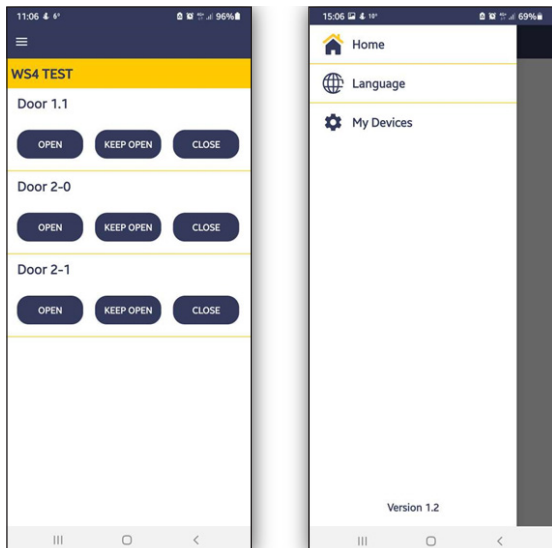 11:06 6° 96%
WS4 TEST
Door 1.1
OPEN KEEP OPEN CLOSE
Door 2-0
OPEN KEEP OPEN CLOSE
Door 2-1
OPEN KEEP OPEN CLOSE
15:06 10° 69%
Home
Language
My Devices
Version 1.2